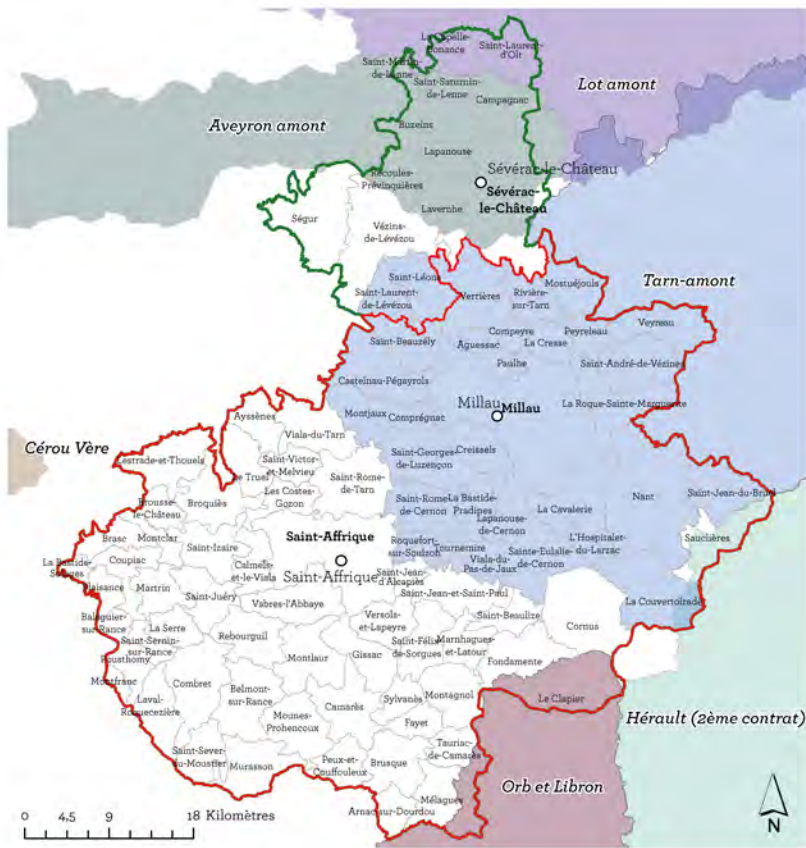 La Capelle-
Bonance
Saint-Laurent-
d'Olt
Saint-Martin-
de-Lenne
Saint-Saturnin-
de-Lenne
Lot amont
Campagnac
Aveyron amont
Buzeins
Lapanouse
Sévérac-le-Château
Recoules-
Prévinquières
Sévérac-
le-Château
Lavernhe
Ségur
Vézins-
de-Lévézou
Saint-Léons
Mostuéjouls
Tarn-amont
Saint-Laurent-
de-Lévézou
Verrières
Rivière-
sur-Tarn
Veyreau
Compeyre
Peyreleau
Saint-Beauzély
Aguessac
La Cresse
Paulhe
Saint-André-de-Vézines
Castelnau-Pégayrols
Millau
Millau
La Roque-Sainte-Marguerite
Ayssènes
Montjaux
Comprégnac
Viala-du-Tarn
Cérou Vère
Lestrade-et-Thouels
Saint-Victor-
et-Melvieu
Saint-Georges-
de-Luzençon
Creissels
Le Truel
Saint-Rome-
de-Tarn
Les Costes-
Gozon
Nant
Saint-Jean-du-Bruel
Brousse-
le-Château
Broquiès
Saint-Rome-
de-Cernon
La Bastide-
Pradines
La Cavalerie
Lapanouse-
de-Cernon
Saint-Affrique
Brasc
Montclar
Saint-Izaire
Roquefort-
sur-Soulzon
Tournemire
Sainte-Eulalie-
de-Cernon
L'Hospitalet-
du-Larzac
Sauclières
La Bastide-
Solages
Coupiac
Calmels-
et-le-Viala
Saint-Affrique
Saint-Jean-
d'Alcapiès
Viala-du-
Pas-de-Jaux
Plaisance
Martrin
Saint-Juéry
Vabres-l'Abbaye
Saint-Jean-et-Saint-Paul
La Couvertoirade
Balaguier-
sur-Rance
La Serre
Versols-
et-Lapeyre
Saint-Beaulize
Cornus
Saint-Sernin-
sur-Rance
Rebourguil
Saint-Félix-
de-Sorgues
Marnhagues-
et-Latour
Pousthomy
Montlaur
Gissac
Fondamente
Montfranc
Combret
Belmont-
sur-Rance
Sylvanès
Montagnol
Le Clapier
Laval-
Roquecezière
Camarès
Hérault (2ème contrat)
Mounes-
Prohencoux
Fayet
Tauriac-
de-Camarès
Saint-Sever-
du-Moustier
Murasson
Peux-et-
Couffouleux
Brusque
Orb et Libron
Mélagues
Arnac-sur-Dourdou
0 4,5 9 18 Kilomètres
N